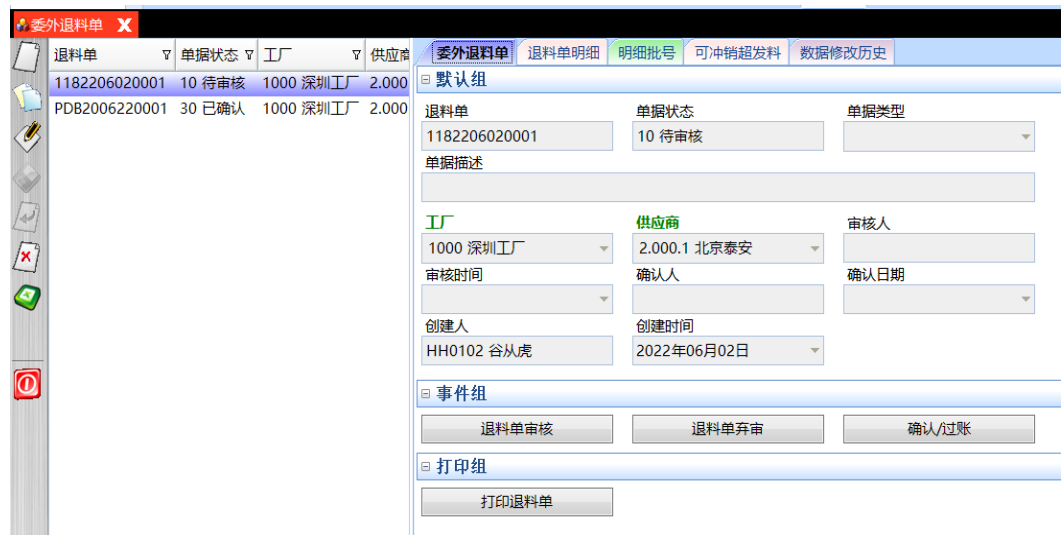 委外退料单 X
退料单 单据状态 工厂 供应商
1182206020001 10 待审核 1000 深圳工厂 2.000
PDB2006220001 30 已确认 1000 深圳工厂 2.000
委外退料单 退料单明细 明细批号 可冲销超发料 数据修改历史
默认组
退料单 单据状态 单据类型
1182206020001 10 待审核
单据描述
工厂 供应商 审核人
1000 深圳工厂 2.000.1 北京泰安
审核时间 确认人 确认日期
创建人 创建时间
HH0102 谷从虎 2022年06月02日
事件组
退料单审核 退料单弃审 确认/过账
打印组
打印退料单